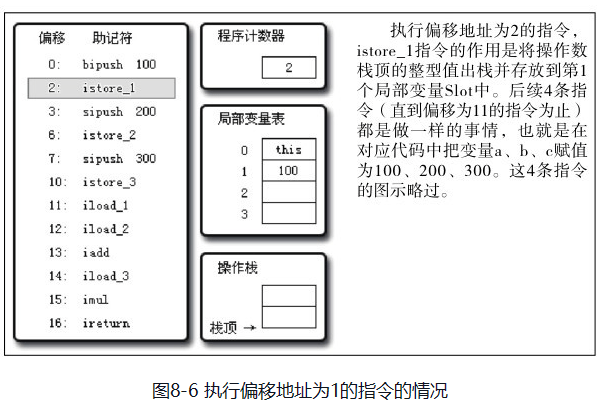 偏移 助记符
0: bipush 100
2: istore_1
3: sipush 200
6: istore_2
7: sipush 300
10: istore_3
11: iload_1
12: iload_2
13: iadd
14: iload_3
15: imul
16: ireturn
程序计数器
2
局部变量表
0 this
1 100
2
3
操作栈
栈顶 →
执行偏移地址为2的指令，
istore_1指令的作用是将操作数
栈顶的整型值出栈并存放到第1
个局部变量Slot中。后续4条指
令（直到偏移为11的指令为止）
都是做一样的事情，也就是在
对应代码中把变量a、b、c赋值
为100、200、300。这4条指令
的图示略过。
图8-6 执行偏移地址为1的指令的情况